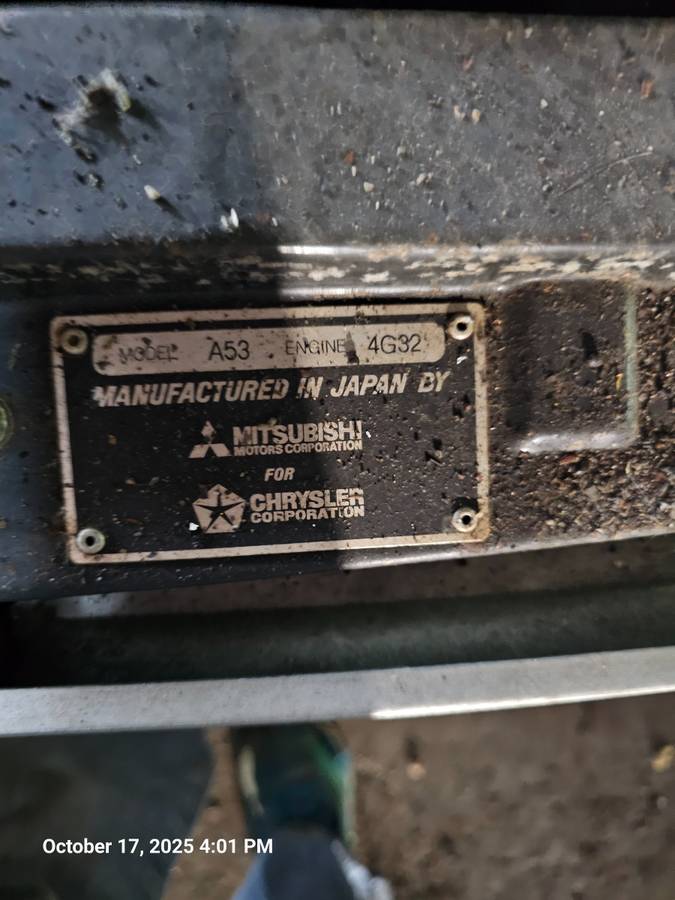 MODEL A53 ENGINE 4G32
MANUFACTURED IN JAPAN BY
MITSUBISHI
MOTORS CORPORATION
FOR
CHRYSLER
CORPORATION
October 17, 2025 4:01 PM